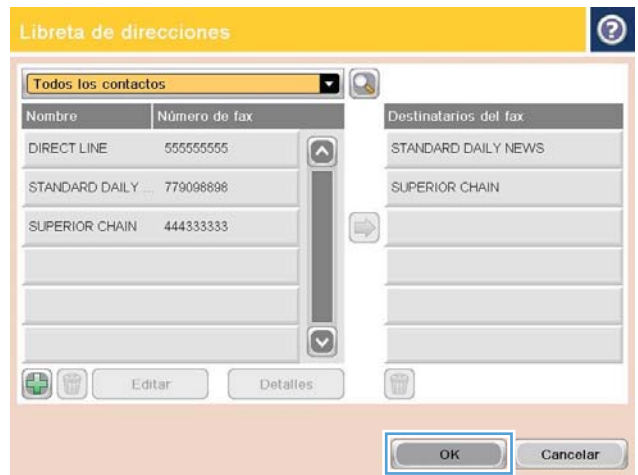 Libreta de direcciones
?
Todos los contactos
Nombre Número de fax
DIRECT LINE 555555555
STANDARD DAILY ... 779098898
SUPERIOR CHAIN 444333333
Destinatarios del fax
STANDARD DAILY NEWS
SUPERIOR CHAIN
Editar Detalles
OK Cancelar